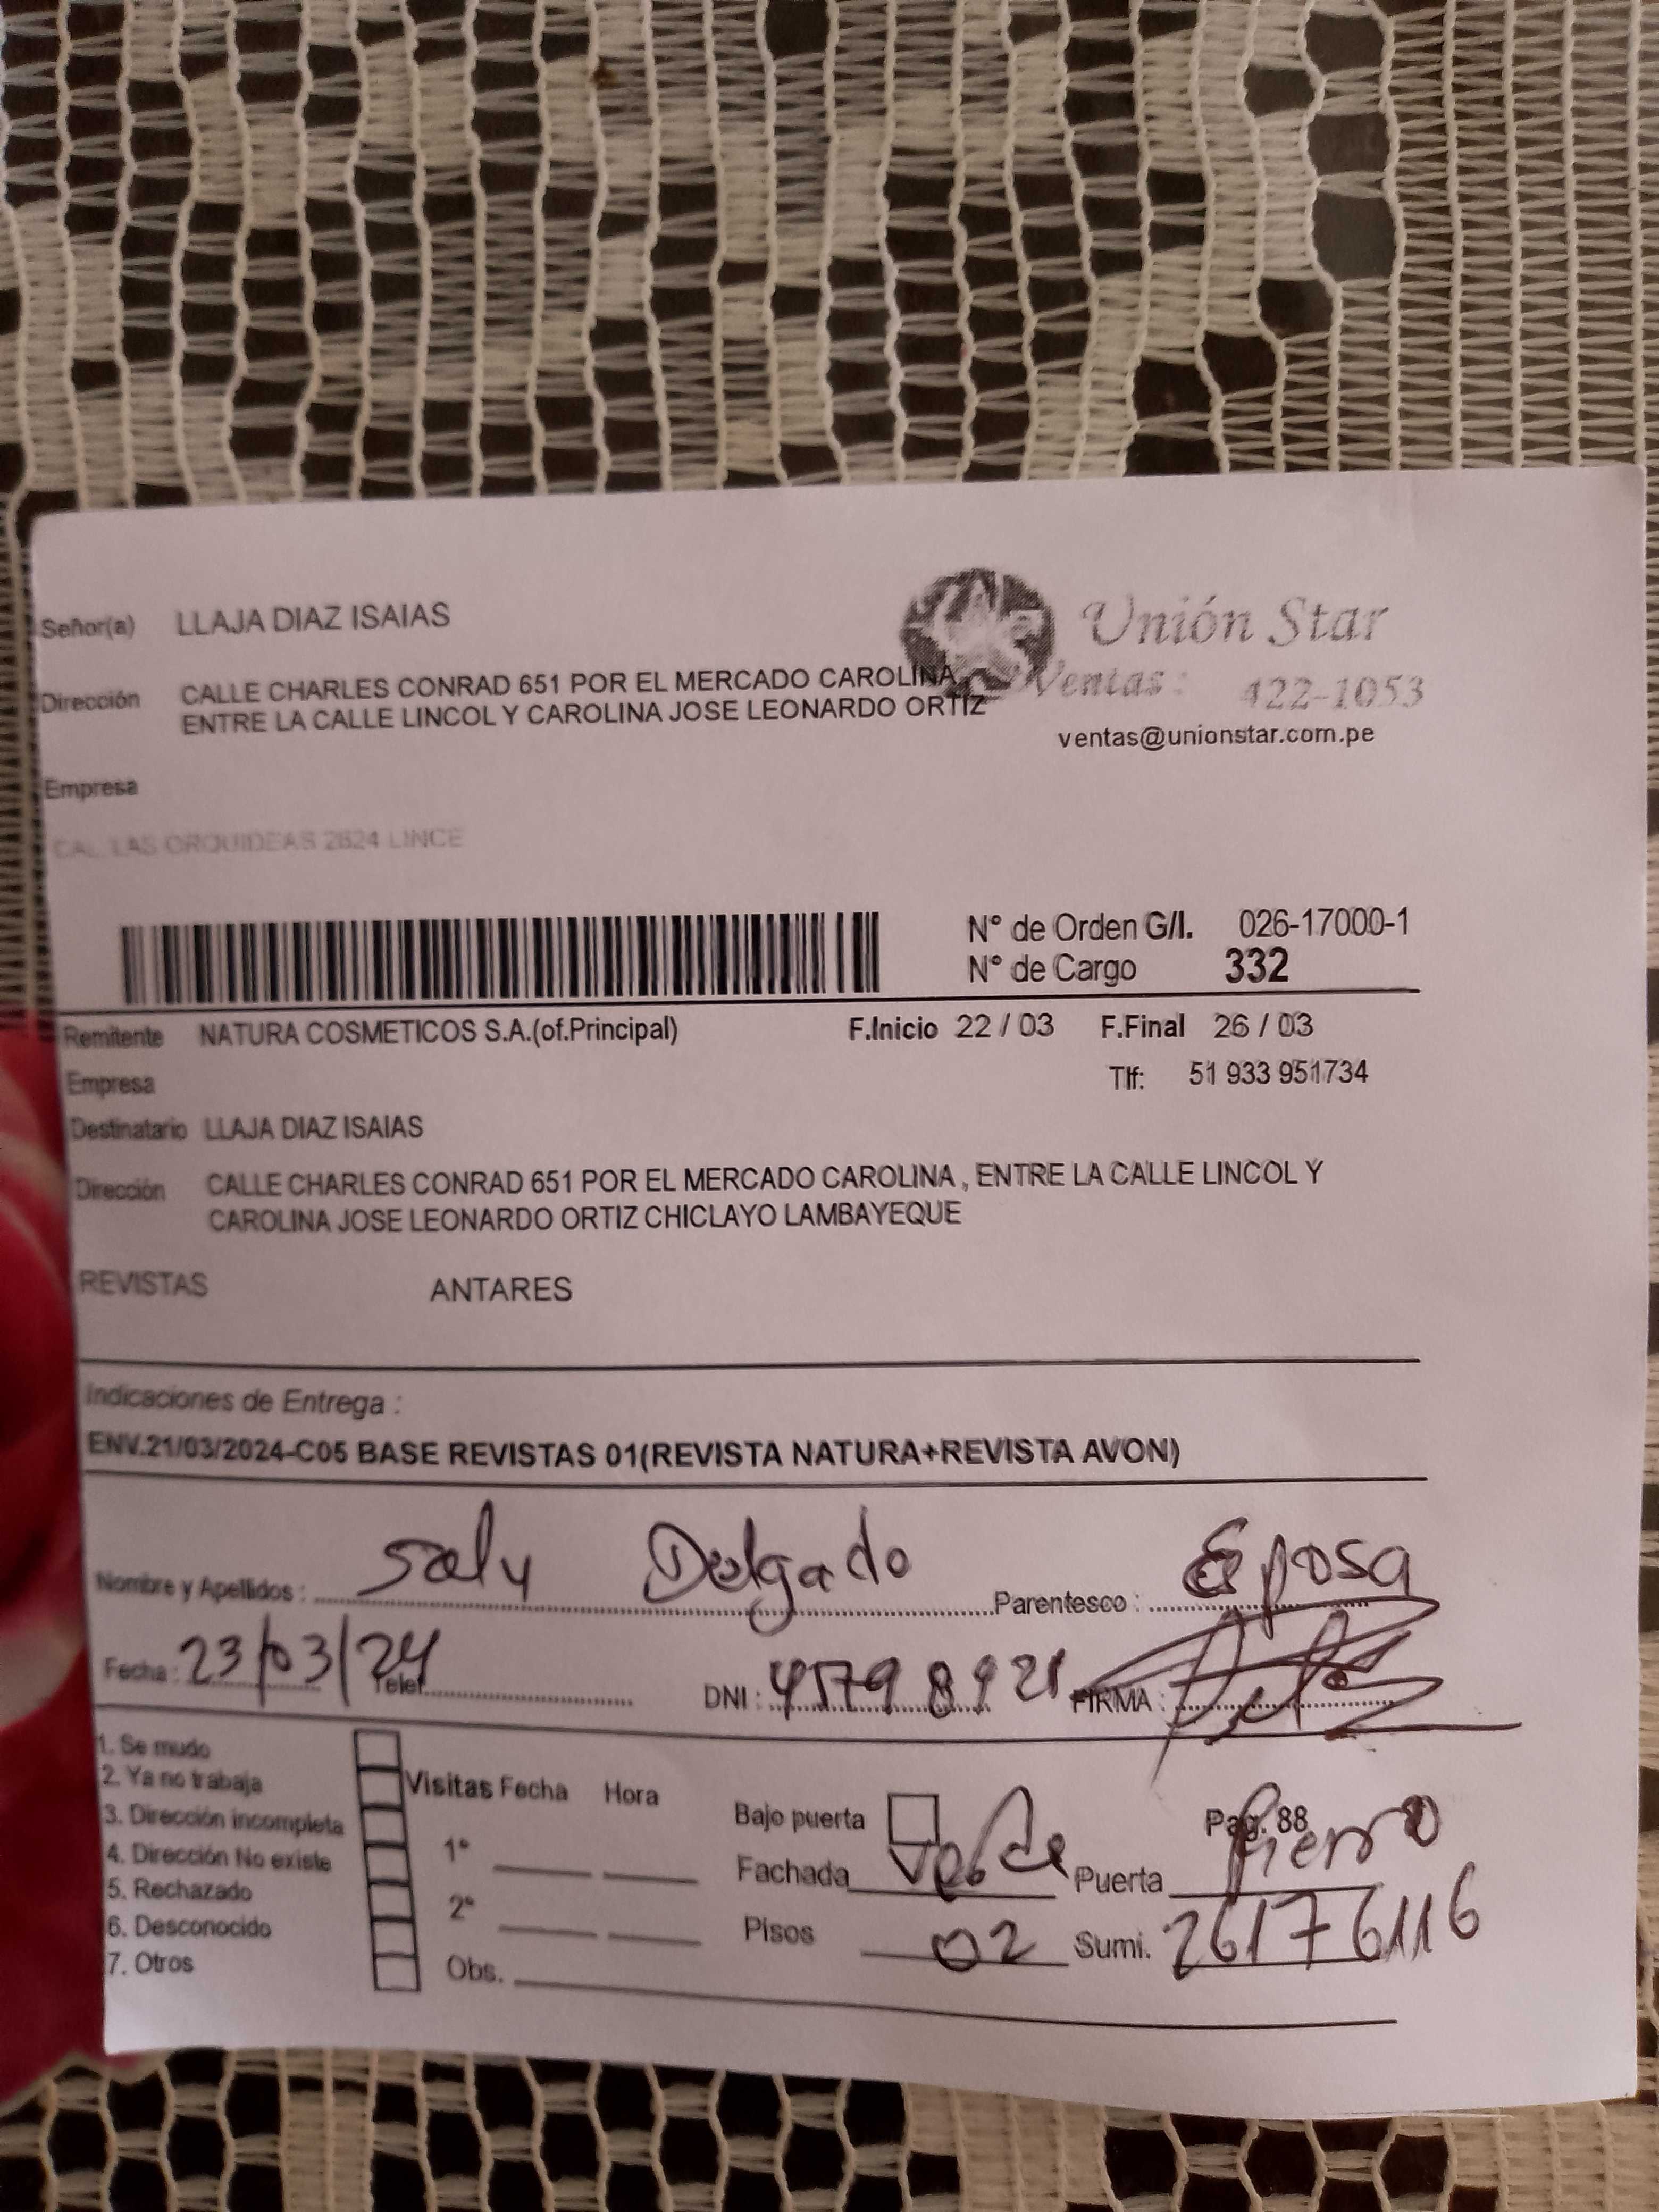 Señor(a) LLAJA DIAZ ISAIAS
Unión Star
Dirección CALLE CHARLES CONRAD 651 POR EL MERCADO CAROLINA,
ENTRE LA CALLE LINCOL Y CAROLINA JOSE LEONARDO ORTIZ
Ventas: 422-1053
ventas@unionstar.com.pe
Empresa
CAL. LAS ORQUIDEAS 2624 LINCE
N° de Orden G/I. 026-17000-1
N° de Cargo 332
Remitente NATURA COSMETICOS S.A.(of.Principal) F.Inicio 22 / 03 F.Final 26 / 03
Empresa Tlf: 51 933 951734
Destinatario LLAJA DIAZ ISAIAS
Dirección CALLE CHARLES CONRAD 651 POR EL MERCADO CAROLINA , ENTRE LA CALLE LINCOL Y
CAROLINA JOSE LEONARDO ORTIZ CHICLAYO LAMBAYEQUE
REVISTAS ANTARES
Indicaciones de Entrega :
ENV.21/03/2024-C05 BASE REVISTAS 01(REVISTA NATURA+REVISTA AVON)
Nombre y Apellidos : Saly Delgado Parentesco : Esposa
Fecha : 23/03/24 Telef. DNI : 45798921 FIRMA :
1. Se mudo
2. Ya no trabaja
3. Dirección incompleta
4. Dirección No existe
5. Rechazado
6. Desconocido
7. Otros
Visitas Fecha Hora
1°
2°
Obs.
Bajo puerta Pag. 88
Fachada Verde Puerta fierro
Pisos 02 Sumi. 26176116